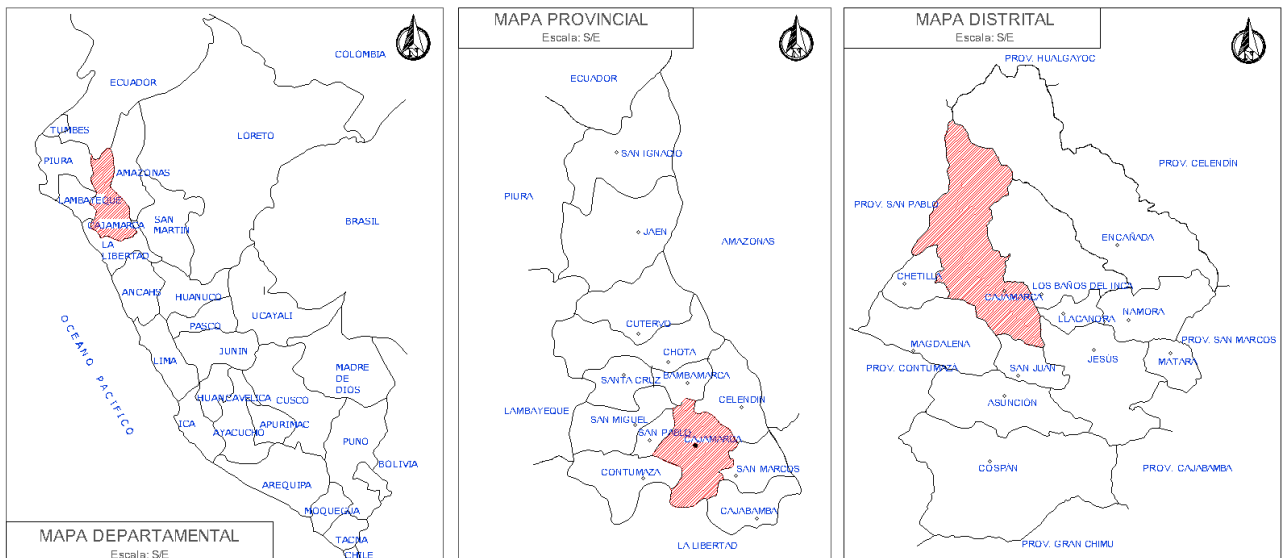 COLOMBIA
ECUADOR
TUMBES
LORETO
PIURA
AMAZONAS
LAMBAYEQUE
CAJAMARCA
SAN
MARTIN
BRASIL
LA
LIBERTAD
ANCAHS
HUANUCO
UCAYALI
PASCO
JUNIN
LIMA
MADRE
DE
DIOS
HUANCAVELICA
CUSCO
ICA
AYACUCHO
APURIMAC
PUNO
BOLIVIA
AREQUIPA
MOQUEGUA
TACNA
CHILE
OCEANO PACIFICO
N
MAPA DEPARTAMENTAL
Escala: S/E
MAPA PROVINCIAL
Escala: S/E
N
ECUADOR
SAN IGNACIO
PIURA
JAEN
AMAZONAS
CUTERVO
CHOTA
SANTA CRUZ
BAMBAMARCA
CELENDIN
LAMBAYEQUE
SAN MIGUEL
SAN PABLO
CAJAMARCA
CONTUMAZA
SAN MARCOS
CAJABAMBA
LA LIBERTAD
MAPA DISTRITAL
Escala: S/E
N
PROV. HUALGAYOC
PROV. CELENDÍN
PROV. SAN PABLO
ENCAÑADA
CHETILLA
LOS BAÑOS DEL INCA
CAJAMARCA
LLACANORA
NAMORA
MAGDALENA
JESÚS
PROV. SAN MARCOS
MATARA
PROV. CONTUMAZA
SAN JUAN
ASUNCIÓN
COSPÁN
PROV. CAJABAMBA
PROV. GRAN CHIMU